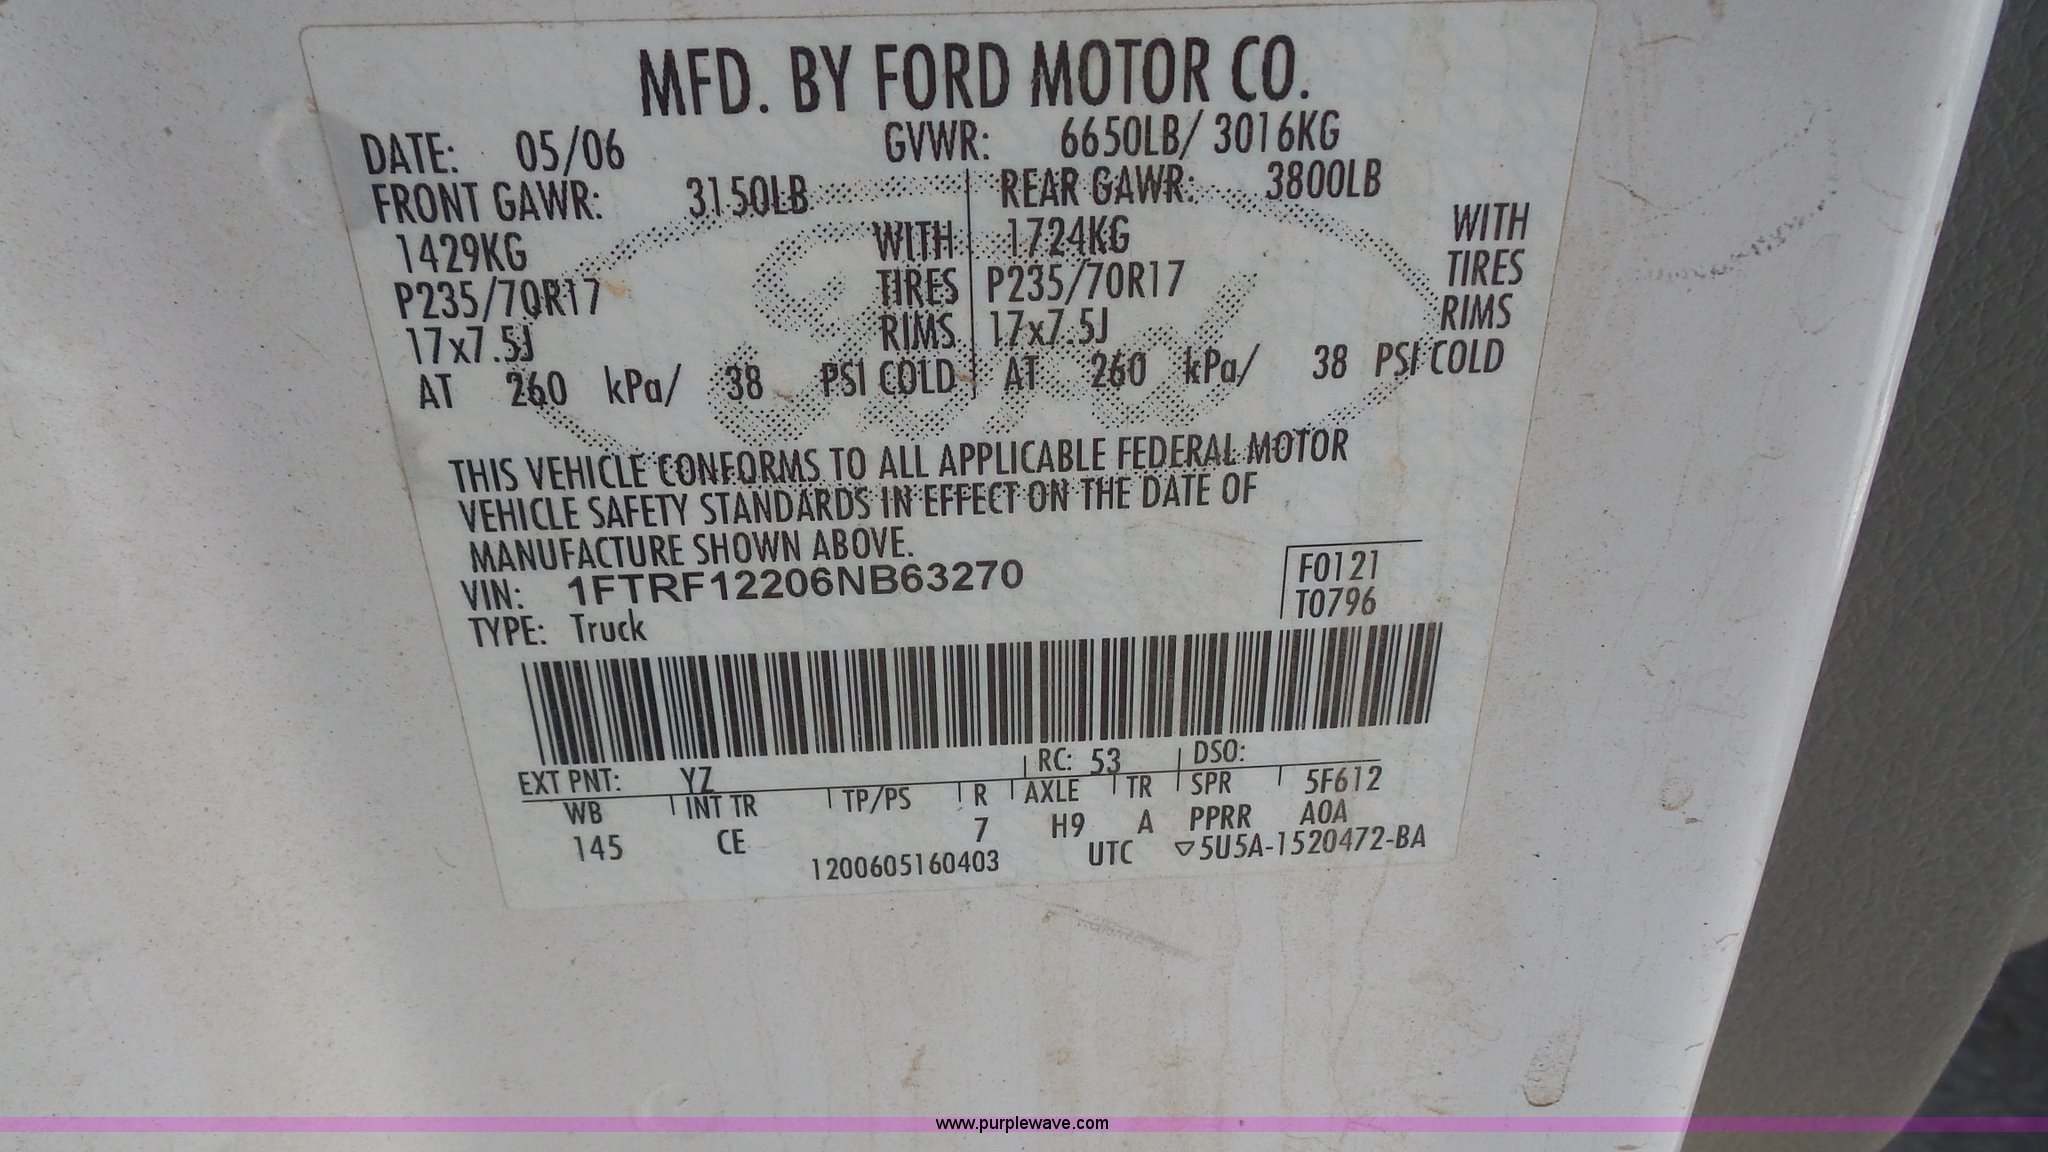 MFD. BY FORD MOTOR CO.
DATE: 05/06 GVWR: 6650LB/ 3016KG
FRONT GAWR: 3150LB REAR GAWR: 3800LB
1429KG WITH 1724KG WITH
P235/70R17 TIRES P235/70R17 TIRES
17x7.5J RIMS 17x7.5J RIMS
AT 260 kPa/ 38 PSI COLD AT 260 kPa/ 38 PSI COLD
Ford
THIS VEHICLE CONFORMS TO ALL APPLICABLE FEDERAL MOTOR
VEHICLE SAFETY STANDARDS IN EFFECT ON THE DATE OF
MANUFACTURE SHOWN ABOVE.
VIN: 1FTRF12206NB63270 F0121
TYPE: Truck T0796
EXT PNT: YZ RC: 53 DSO:
WB INT TR TP/PS R AXLE TR SPR 5F612
145 CE 7 H9 A PPRR A0A
1200605160403 UTC ▽5U5A-1520472-BA
www.purplewave.com